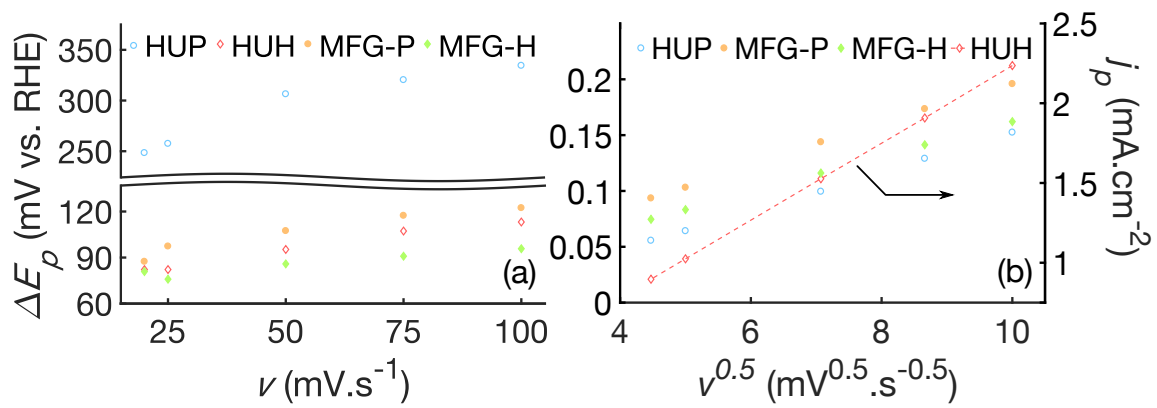 ΔE_p (mV vs. RHE)
350
300
250
120
90
60
HUP HUH MFG-P MFG-H
(a)
25 50 75 100
ν (mV.s⁻¹)
0.2
0.15
0.1
0.05
0
HUP MFG-P MFG-H HUH
(b)
4 6 8 10
ν^0.5 (mV^0.5.s^-0.5)
2.5
2
1.5
1
j_p (mA.cm⁻²)